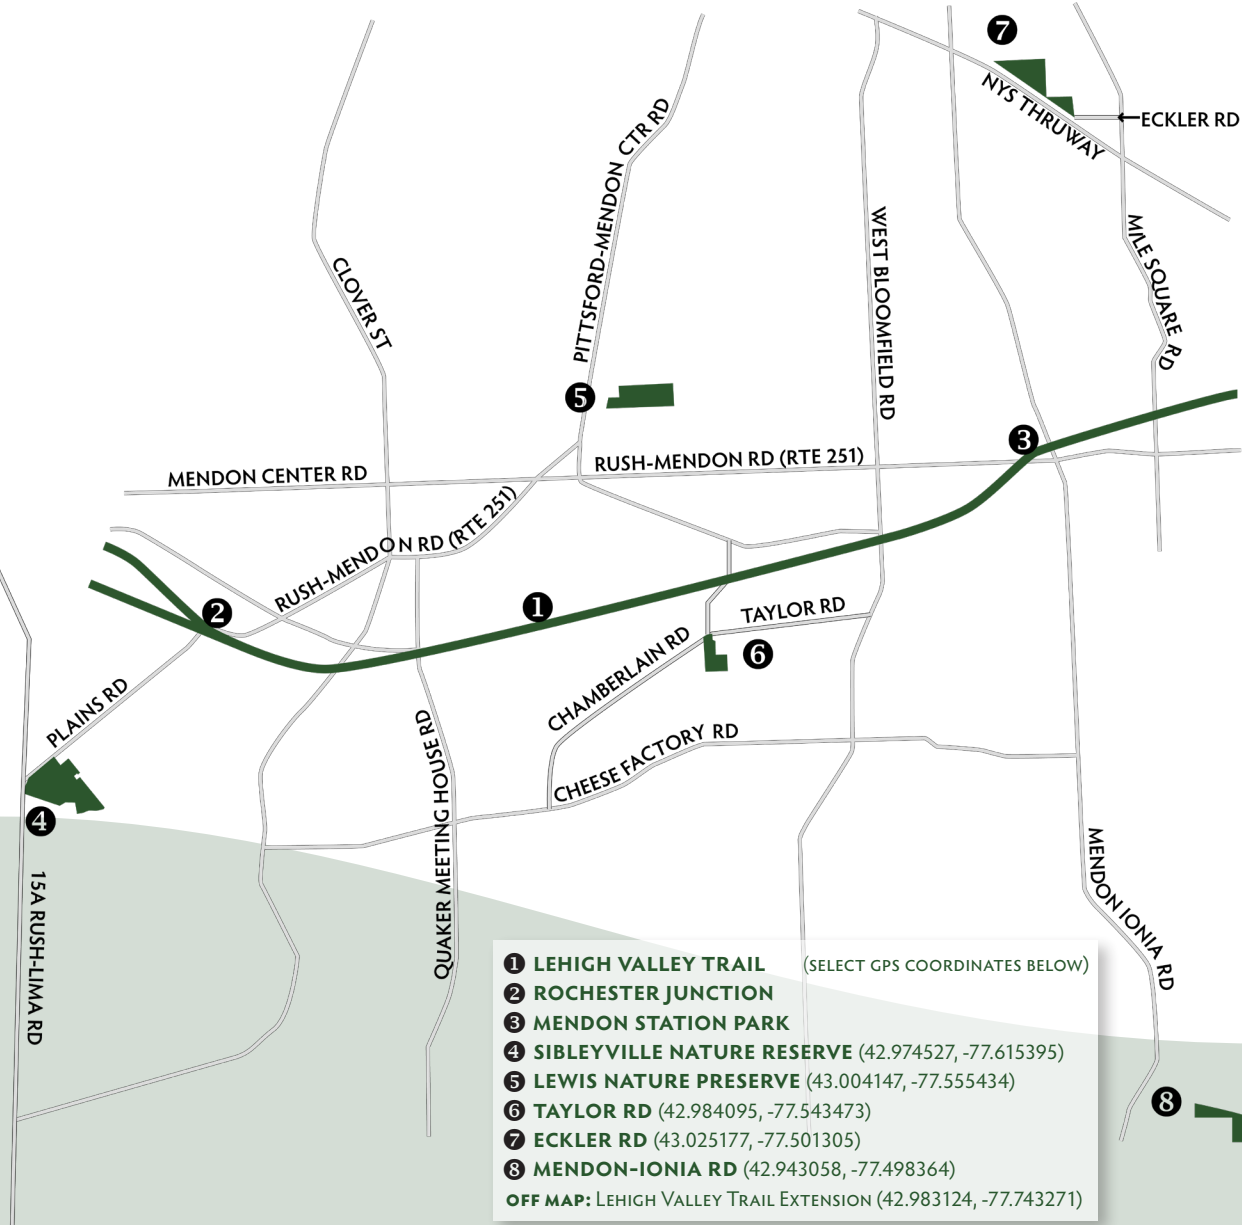 7
NYS THRUWAY
ECKLER RD
PITTSFORD-MENDON CTR RD
WEST BLOOMFIELD RD
MILE SQUARE RD
CLOVER ST
5
3
MENDON CENTER RD
RUSH-MENDON RD (RTE 251)
RUSH-MENDON RD (RTE 251)
2
1
TAYLOR RD
6
CHAMBERLAIN RD
PLAINS RD
CHEESE FACTORY RD
QUAKER MEETING HOUSE RD
4
15A RUSH-LIMA RD
MENDON IONIA RD
8
1 LEHIGH VALLEY TRAIL (SELECT GPS COORDINATES BELOW)
2 ROCHESTER JUNCTION
3 MENDON STATION PARK
4 SIBLEYVILLE NATURE RESERVE (42.974527, -77.615395)
5 LEWIS NATURE PRESERVE (43.004147, -77.555434)
6 TAYLOR RD (42.984095, -77.543473)
7 ECKLER RD (43.025177, -77.501305)
8 MENDON-IONIA RD (42.943058, -77.498364)
OFF MAP: LEHIGH VALLEY TRAIL EXTENSION (42.983124, -77.743271)